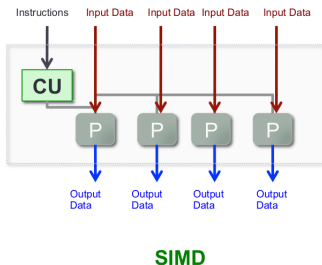 Instructions Input Data Input Data Input Data Input Data
CU
P P P P
Output Data Output Data Output Data Output Data
SIMD